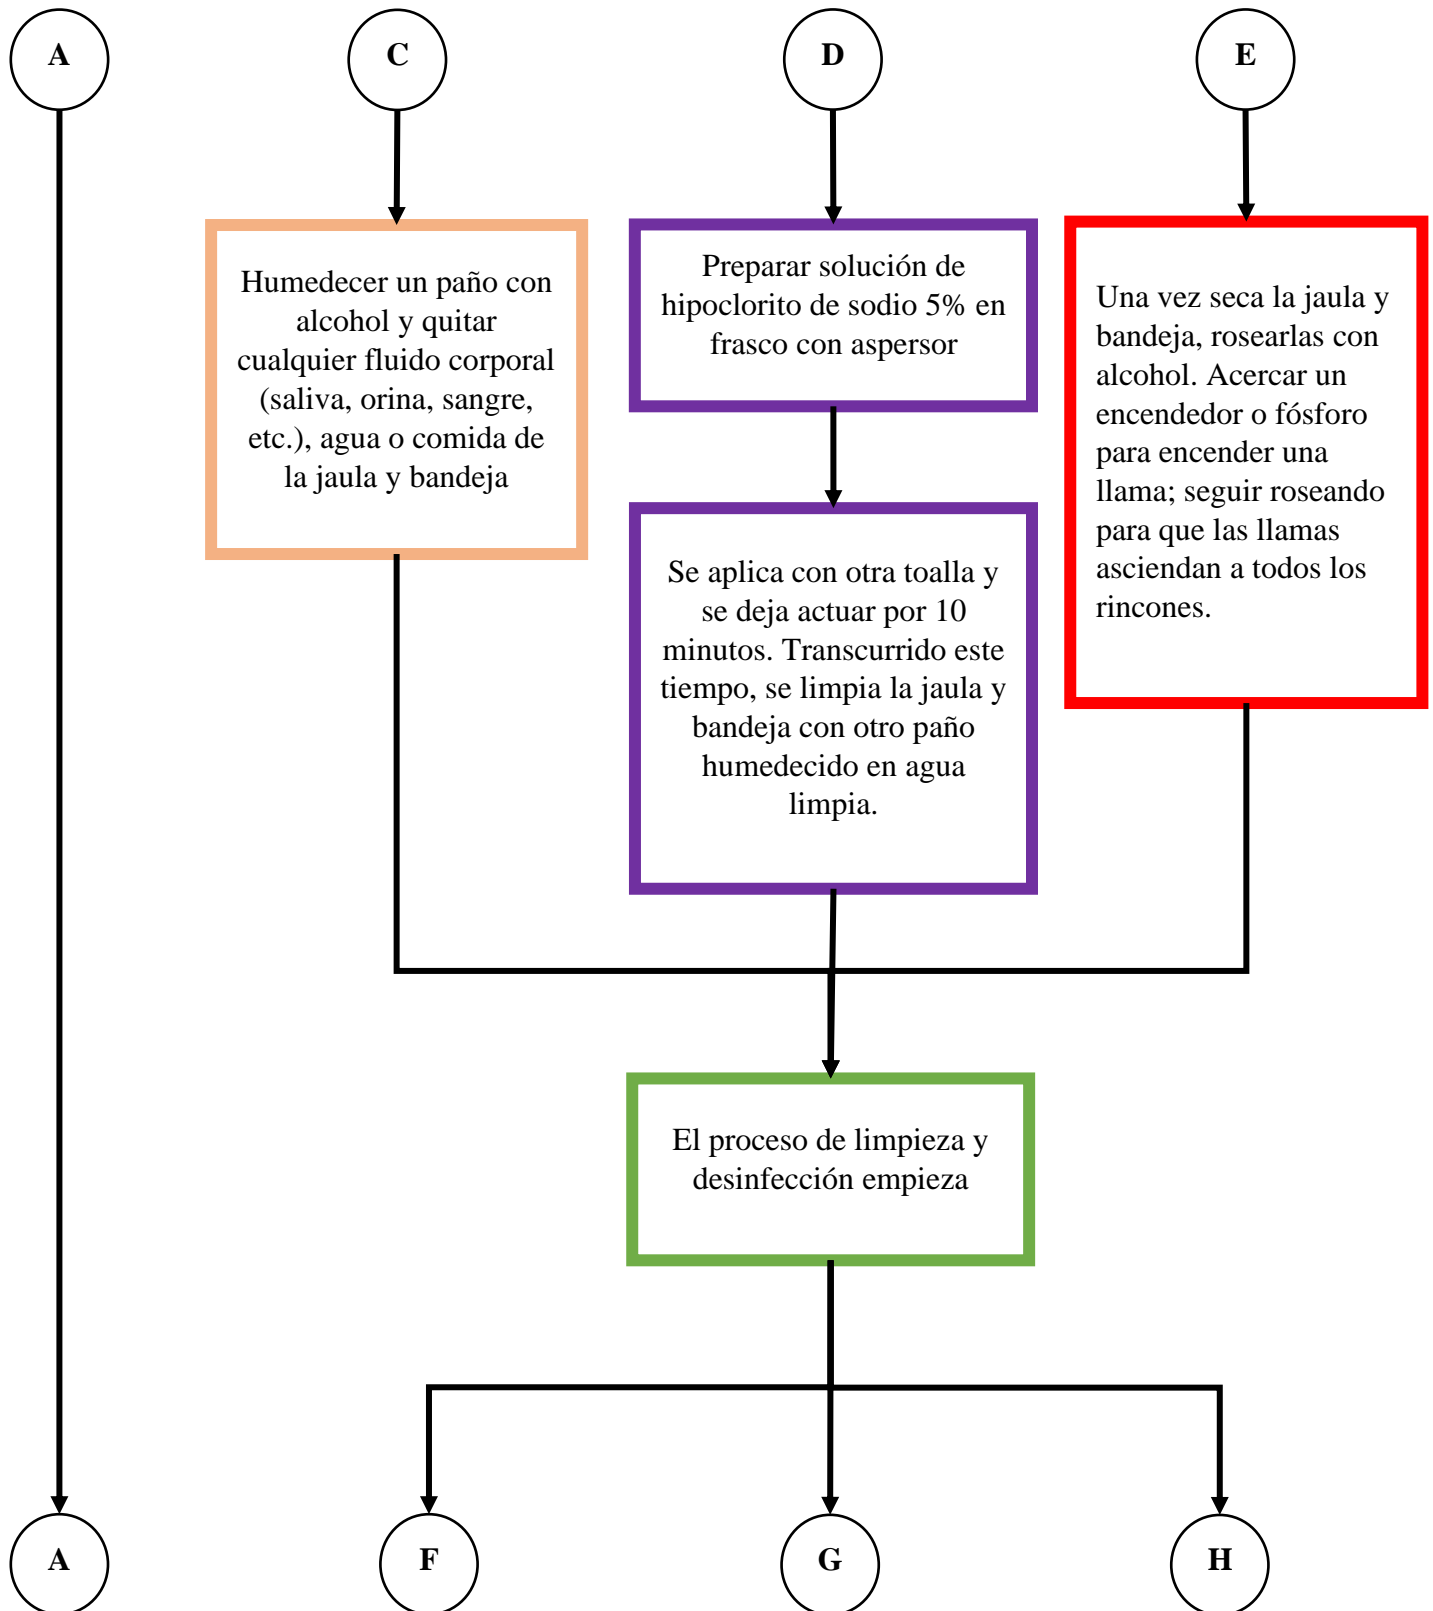 A
C
D
E
Humedecer un paño con
alcohol y quitar
cualquier fluido corporal
(saliva, orina, sangre,
etc.), agua o comida de
la jaula y bandeja
Preparar solución de
hipoclorito de sodio 5% en
frasco con aspersor
Se aplica con otra toalla y
se deja actuar por 10
minutos. Transcurrido este
tiempo, se limpia la jaula y
bandeja con otro paño
humedecido en agua
limpia.
Una vez seca la jaula y
bandeja, rosearlas con
alcohol. Acercar un
encendedor o fósforo
para encender una
llama; seguir roseando
para que las llamas
asciendan a todos los
rincones.
El proceso de limpieza y
desinfección empieza
A
F
G
H